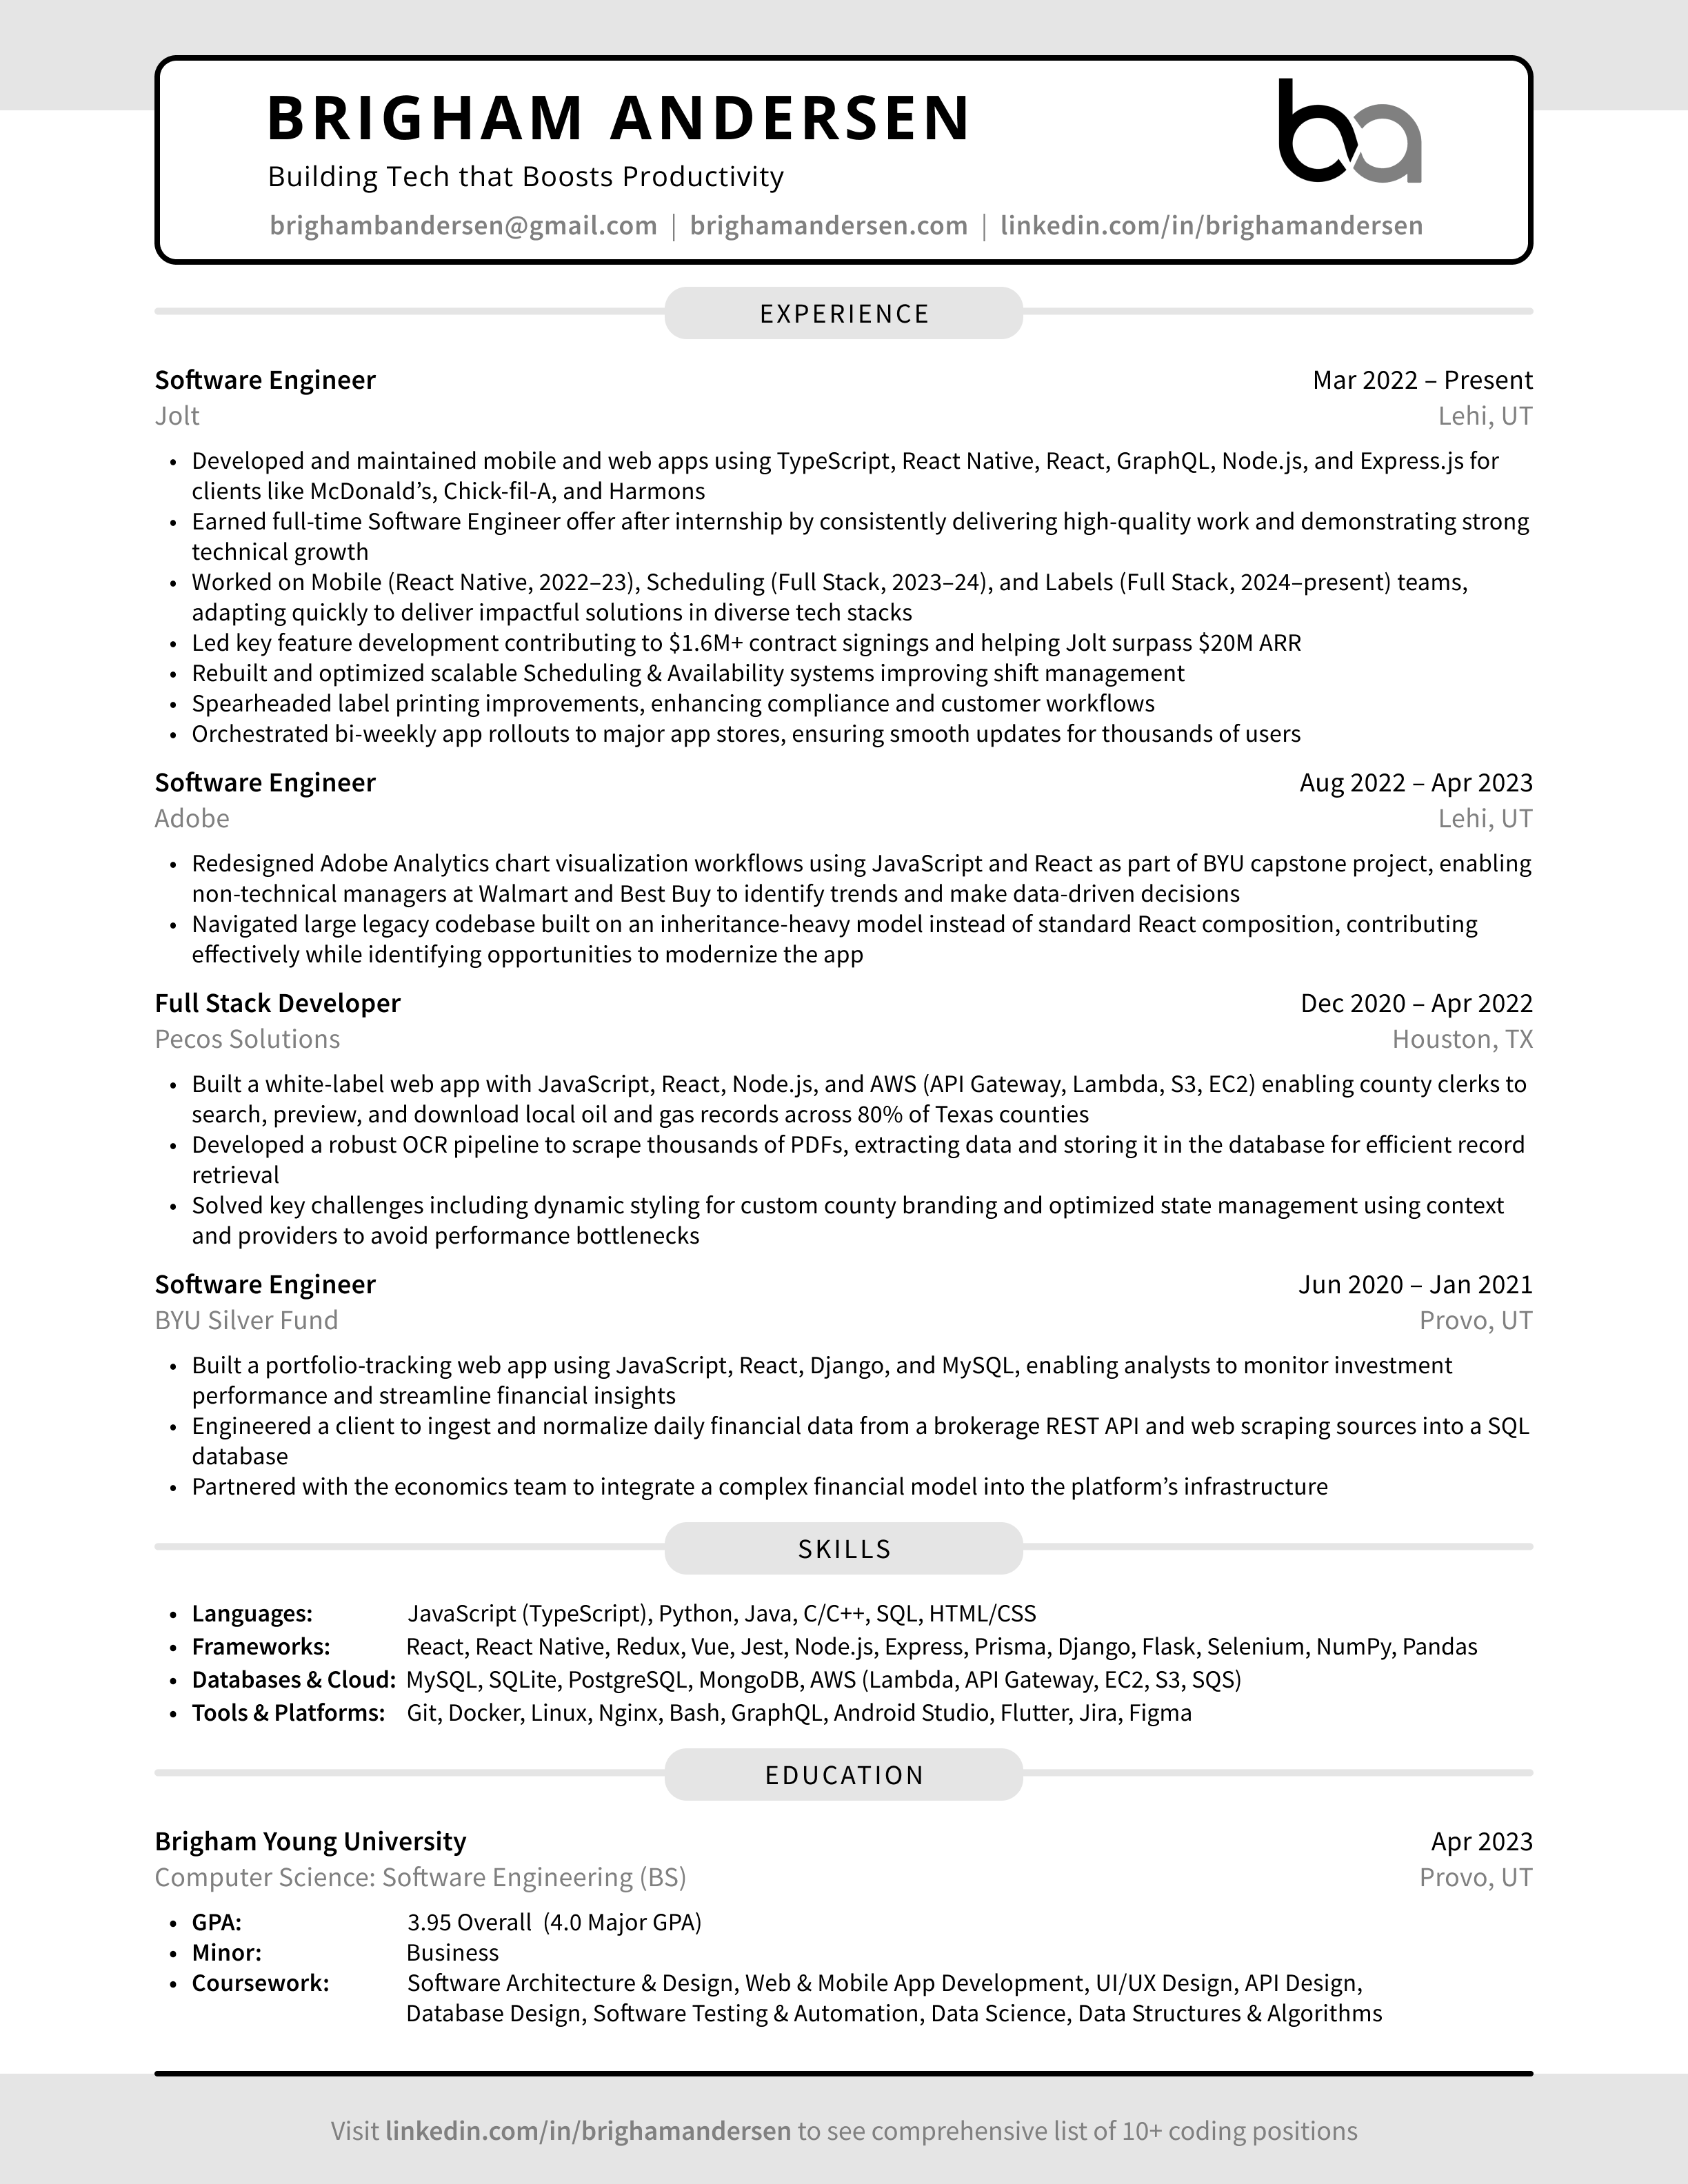 BRIGHAM ANDERSEN
ba
Building Tech that Boosts Productivity
brighambandersen@gmail.com | brighamandersen.com | linkedin.com/in/brighamandersen
EXPERIENCE
Software Engineer Mar 2022 – Present
Jolt Lehi, UT
• Developed and maintained mobile and web apps using TypeScript, React Native, React, GraphQL, Node.js, and Express.js for
clients like McDonald’s, Chick-fil-A, and Harmons
• Earned full-time Software Engineer offer after internship by consistently delivering high-quality work and demonstrating strong
technical growth
• Worked on Mobile (React Native, 2022–23), Scheduling (Full Stack, 2023–24), and Labels (Full Stack, 2024–present) teams,
adapting quickly to deliver impactful solutions in diverse tech stacks
• Led key feature development contributing to $1.6M+ contract signings and helping Jolt surpass $20M ARR
• Rebuilt and optimized scalable Scheduling & Availability systems improving shift management
• Spearheaded label printing improvements, enhancing compliance and customer workflows
• Orchestrated bi-weekly app rollouts to major app stores, ensuring smooth updates for thousands of users
Software Engineer Aug 2022 – Apr 2023
Adobe Lehi, UT
• Redesigned Adobe Analytics chart visualization workflows using JavaScript and React as part of BYU capstone project, enabling
non-technical managers at Walmart and Best Buy to identify trends and make data-driven decisions
• Navigated large legacy codebase built on an inheritance-heavy model instead of standard React composition, contributing
effectively while identifying opportunities to modernize the app
Full Stack Developer Dec 2020 – Apr 2022
Pecos Solutions Houston, TX
• Built a white-label web app with JavaScript, React, Node.js, and AWS (API Gateway, Lambda, S3, EC2) enabling county clerks to
search, preview, and download local oil and gas records across 80% of Texas counties
• Developed a robust OCR pipeline to scrape thousands of PDFs, extracting data and storing it in the database for efficient record
retrieval
• Solved key challenges including dynamic styling for custom county branding and optimized state management using context
and providers to avoid performance bottlenecks
Software Engineer Jun 2020 – Jan 2021
BYU Silver Fund Provo, UT
• Built a portfolio-tracking web app using JavaScript, React, Django, and MySQL, enabling analysts to monitor investment
performance and streamline financial insights
• Engineered a client to ingest and normalize daily financial data from a brokerage REST API and web scraping sources into a SQL
database
• Partnered with the economics team to integrate a complex financial model into the platform’s infrastructure
SKILLS
• Languages: JavaScript (TypeScript), Python, Java, C/C++, SQL, HTML/CSS
• Frameworks: React, React Native, Redux, Vue, Jest, Node.js, Express, Prisma, Django, Flask, Selenium, NumPy, Pandas
• Databases & Cloud: MySQL, SQLite, PostgreSQL, MongoDB, AWS (Lambda, API Gateway, EC2, S3, SQS)
• Tools & Platforms: Git, Docker, Linux, Nginx, Bash, GraphQL, Android Studio, Flutter, Jira, Figma
EDUCATION
Brigham Young University Apr 2023
Computer Science: Software Engineering (BS) Provo, UT
• GPA: 3.95 Overall (4.0 Major GPA)
• Minor: Business
• Coursework: Software Architecture & Design, Web & Mobile App Development, UI/UX Design, API Design,
Database Design, Software Testing & Automation, Data Science, Data Structures & Algorithms
Visit linkedin.com/in/brighamandersen to see comprehensive list of 10+ coding positions